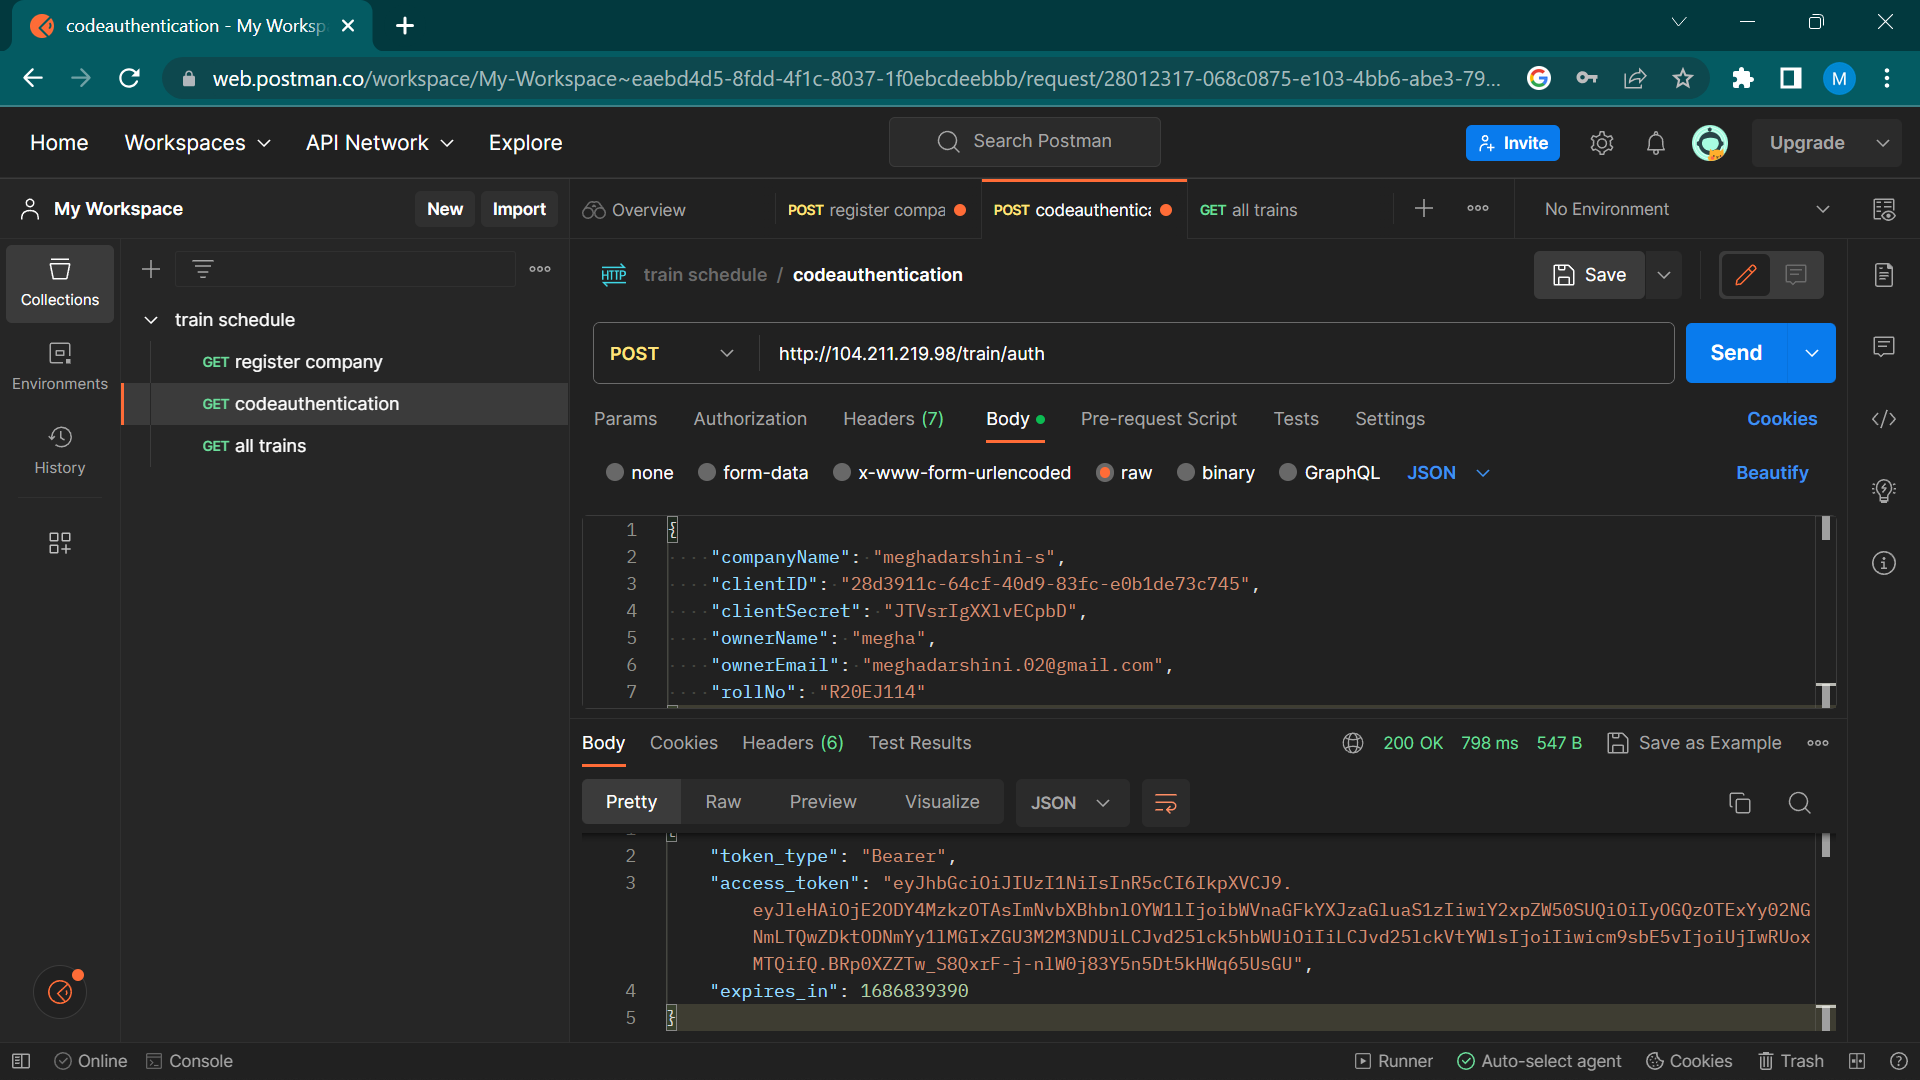 codeauthentication - My Worksp
web.postman.co/workspace/My-Workspace~eaebd4d5-8fdd-4f1c-8037-1f0ebcdeebbb/request/28012317-068c0875-e103-4bb6-abe3-79...
M
Home Workspaces API Network Explore
Search Postman
Invite
Upgrade
My Workspace New Import
Overview POST register compa POST codeauthentica GET all trains No Environment
Collections
Environments
History
train schedule
GET register company
GET codeauthentication
GET all trains
HTTP train schedule / codeauthentication
Save
POST http://104.211.219.98/train/auth Send
Params Authorization Headers (7) Body Pre-request Script Tests Settings Cookies
none form-data x-www-form-urlencoded raw binary GraphQL JSON Beautify
1 {
2 "companyName": "meghadarshini-s",
3 "clientID": "28d3911c-64cf-40d9-83fc-e0b1de73c745",
4 "clientSecret": "JTVsrIgXXlvECpbD",
5 "ownerName": "megha",
6 "ownerEmail": "meghadarshini.02@gmail.com",
7 "rollNo": "R20EJ114"
Body Cookies Headers (6) Test Results 200 OK 798 ms 547 B Save as Example
Pretty Raw Preview Visualize JSON
2 "token_type": "Bearer",
3 "access_token": "eyJhbGciOiJIUzI1NiIsInR5cCI6IkpXVCJ9.
eyJleHAiOjE2ODY4MzkzOTAsImNvbXBhbnlOYW1lIjoibWVnaGFkYXJzaGluaS1zIiwiY2xpZW50SUQiOiIyOGQzOTExYy02NG
NmLTQwZDktODNmYy1lMGIxZGU3M2M3NDUiLCJvd25lck5hbWUiOiIiLCJvd25lckVtYWlsIjoiIiwicm9sbE5vIjoiUjIwRUox
MTQifQ.BRp0XZZTw_S8QxrF-j-nlW0j83Y5n5Dt5kHWq65UsGU",
4 "expires_in": 1686839390
5 }
Online Console Runner Auto-select agent Cookies Trash